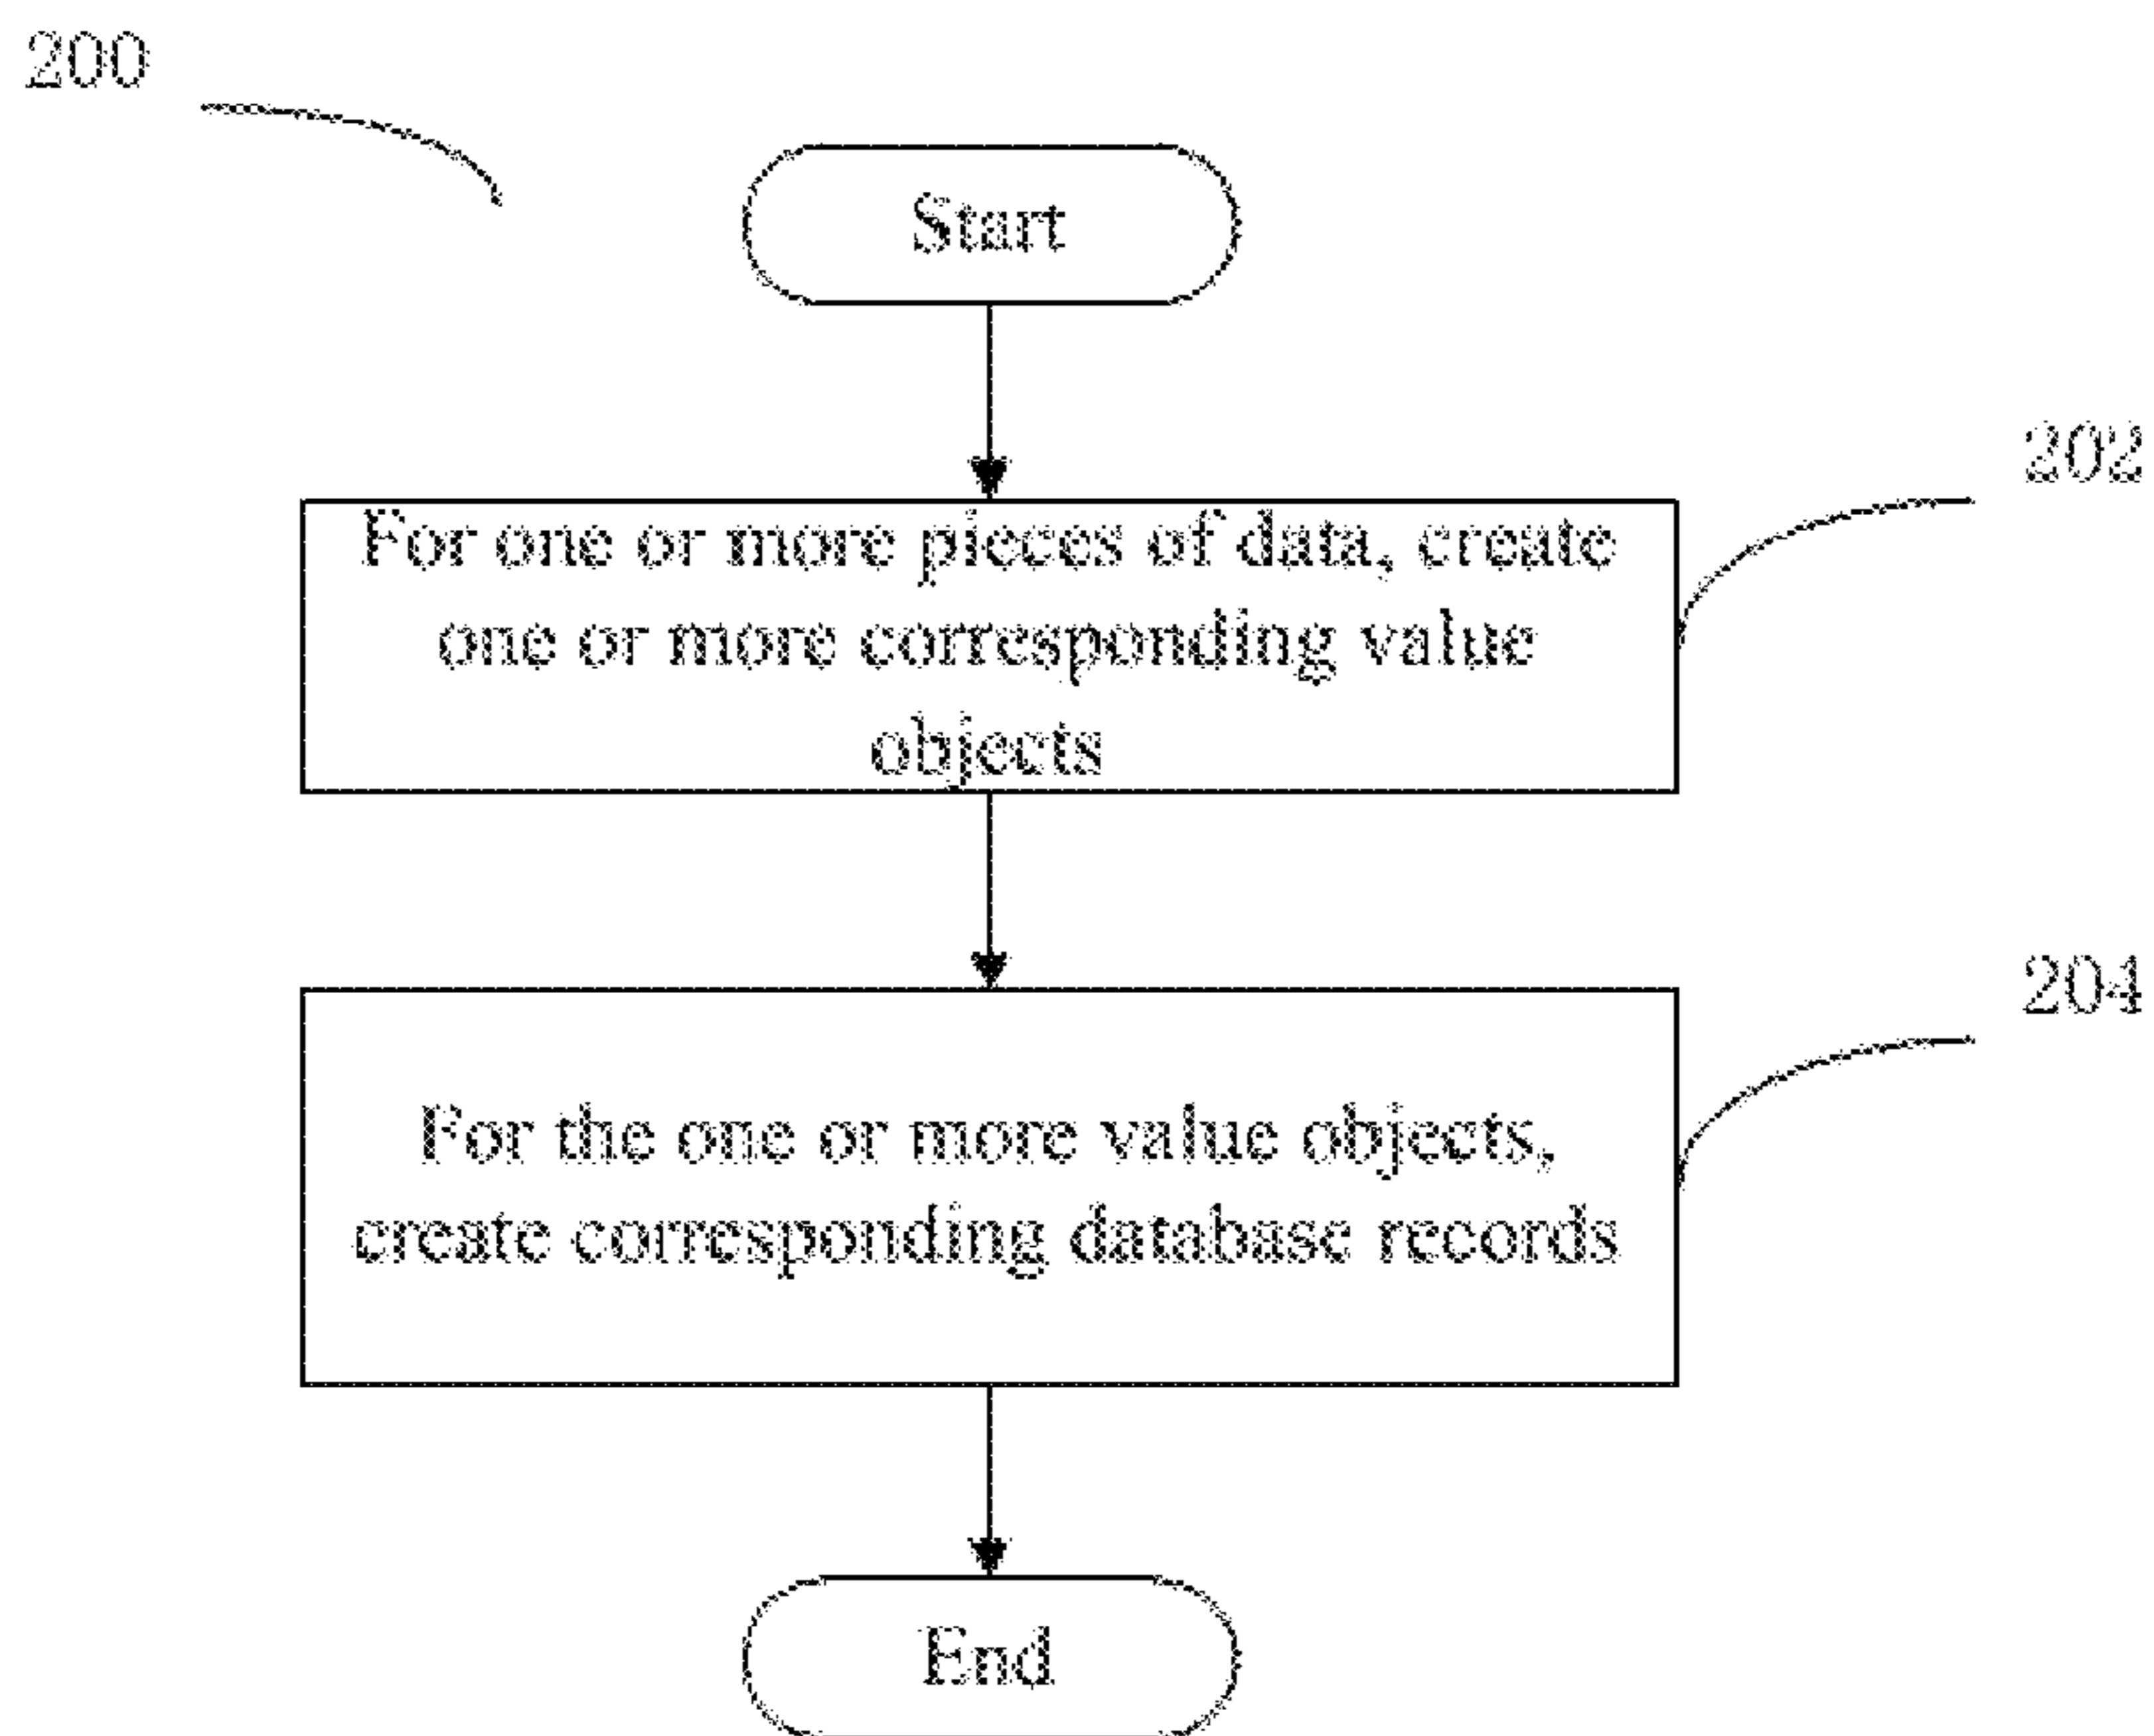 200
Start
202
For one or more pieces of data, create
one or more corresponding value
objects
204
For the one or more value objects,
create corresponding database records
End